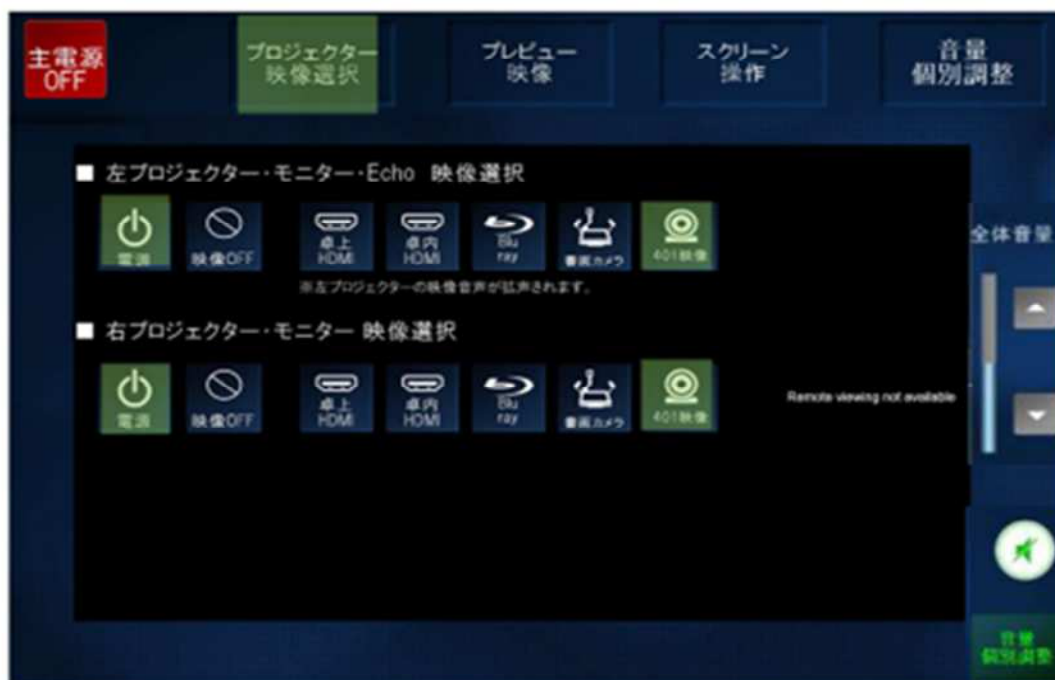 主電源
OFF
プロジェクター
映像選択
プレビュー
映像
スクリーン
操作
音量
個別調整
■ 左プロジェクター・モニター・Echo 映像選択
電源
映像OFF
卓上
HDMI
卓内
HDMI
Blu
ray
書画カメラ
401映像
※左プロジェクターの映像音声が拡声されます。
全体音量
■ 右プロジェクター・モニター 映像選択
電源
映像OFF
卓上
HDMI
卓内
HDMI
Blu
ray
書画カメラ
401映像
Remote viewing not available
音量
個別調整